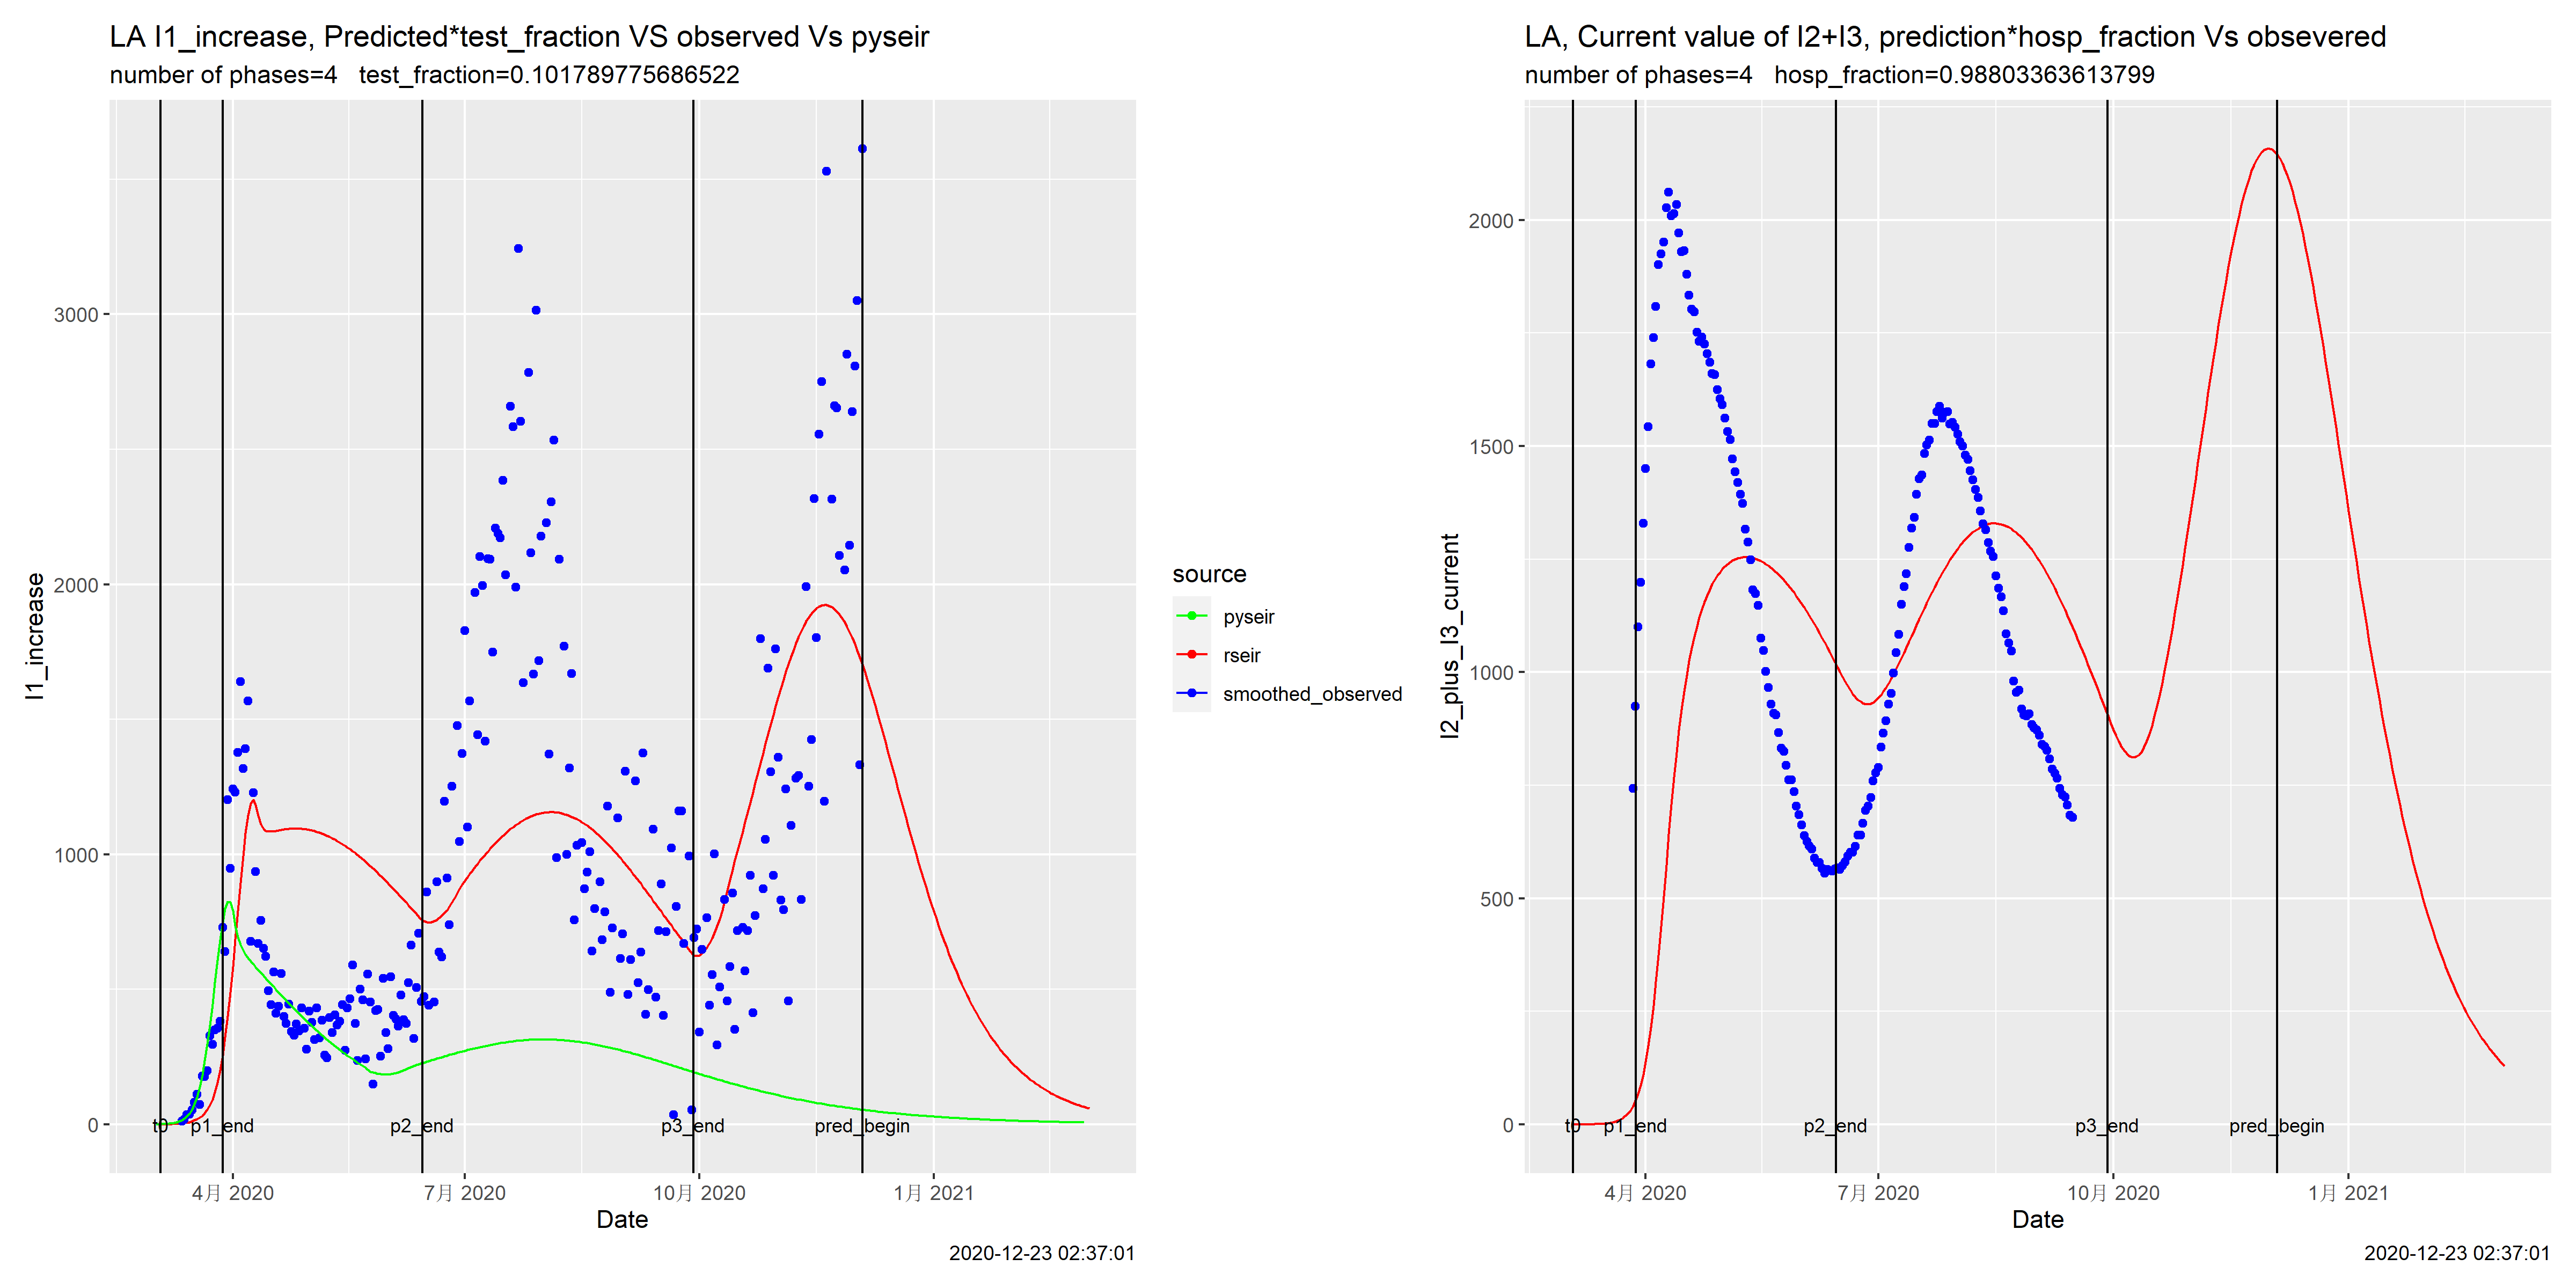 LA I1_increase, Predicted*test_fraction VS observed Vs pyseir
number of phases=4   test_fraction=0.101789775686522
I1_increase
3000
2000
1000
0
t0
p1_end
p2_end
p3_end
pred_begin
4月 2020
7月 2020
10月 2020
1月 2021
Date
2020-12-23 02:37:01
source
pyseir
rseir
smoothed_observed
LA, Current value of I2+I3, prediction*hosp_fraction Vs obsevered
number of phases=4   hosp_fraction=0.98803363613799
I2_plus_I3_current
2000
1500
1000
500
0
t0
p1_end
p2_end
p3_end
pred_begin
4月 2020
7月 2020
10月 2020
1月 2021
Date
2020-12-23 02:37:01